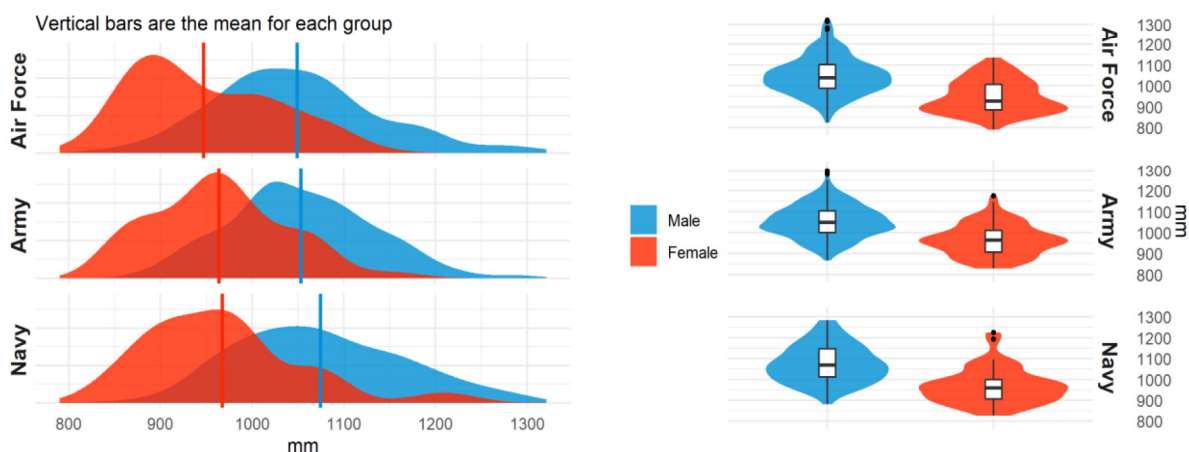 Vertical bars are the mean for each group
Air Force
Army
Navy
800 900 1000 1100 1200 1300
mm
Male
Female
1300
1200
1100
1000
900
800
Air Force
1300
1200
1100
1000
900
800
Army
mm
1300
1200
1100
1000
900
800
Navy